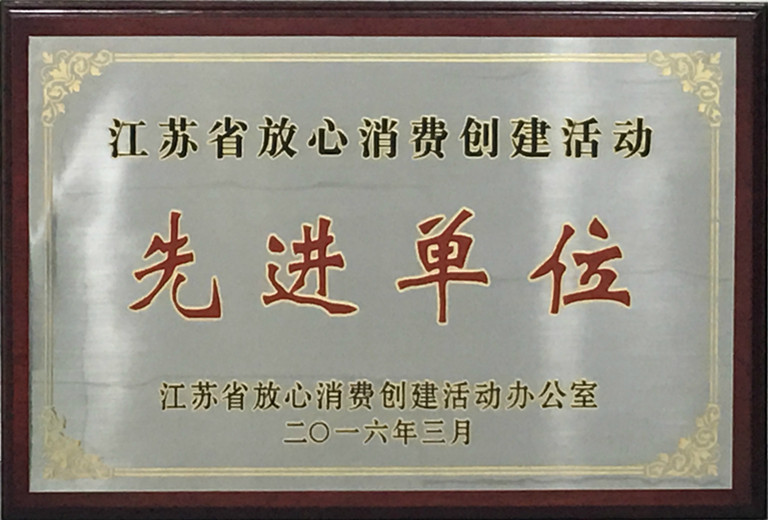 江苏省放心消费创建活动
先进单位
江苏省放心消费创建活动办公室
二〇一六年三月